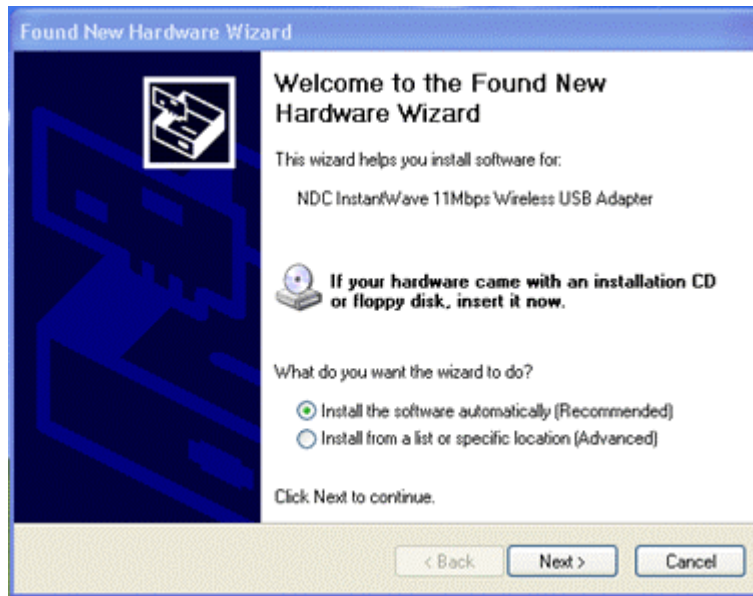 Found New Hardware Wizard
Welcome to the Found New
Hardware Wizard
This wizard helps you install software for:
NDC InstantWave 11Mbps Wireless USB Adapter
If your hardware came with an installation CD
or floppy disk, insert it now.
What do you want the wizard to do?
Install the software automatically (Recommended)
Install from a list or specific location (Advanced)
Click Next to continue.
< Back Next > Cancel